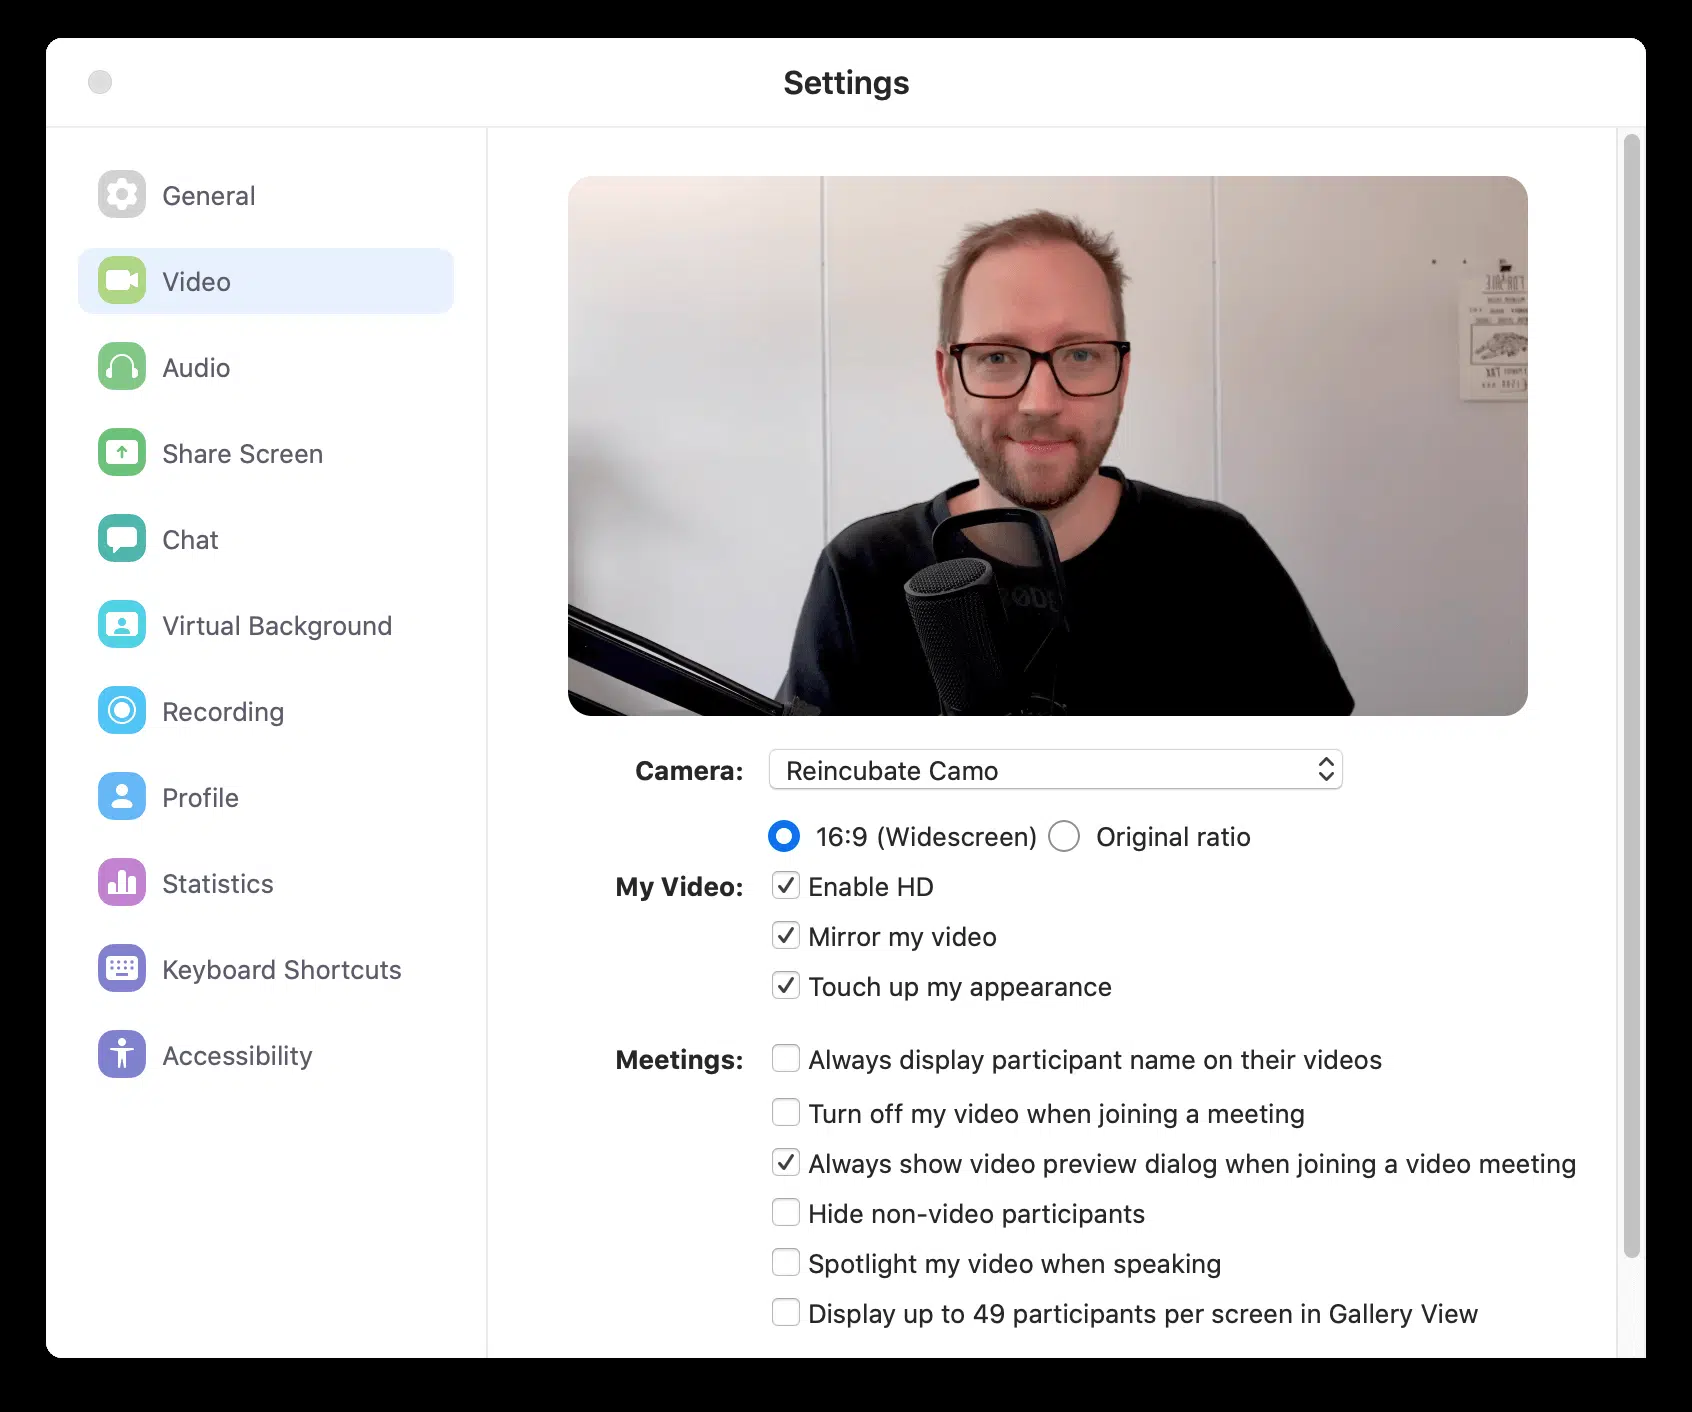 Settings
General
Video
Audio
Share Screen
Chat
Virtual Background
Recording
Profile
Statistics
Keyboard Shortcuts
Accessibility
Camera: Reincubate Camo
16:9 (Widescreen) Original ratio
My Video: Enable HD
Mirror my video
Touch up my appearance
Meetings: Always display participant name on their videos
Turn off my video when joining a meeting
Always show video preview dialog when joining a video meeting
Hide non-video participants
Spotlight my video when speaking
Display up to 49 participants per screen in Gallery View